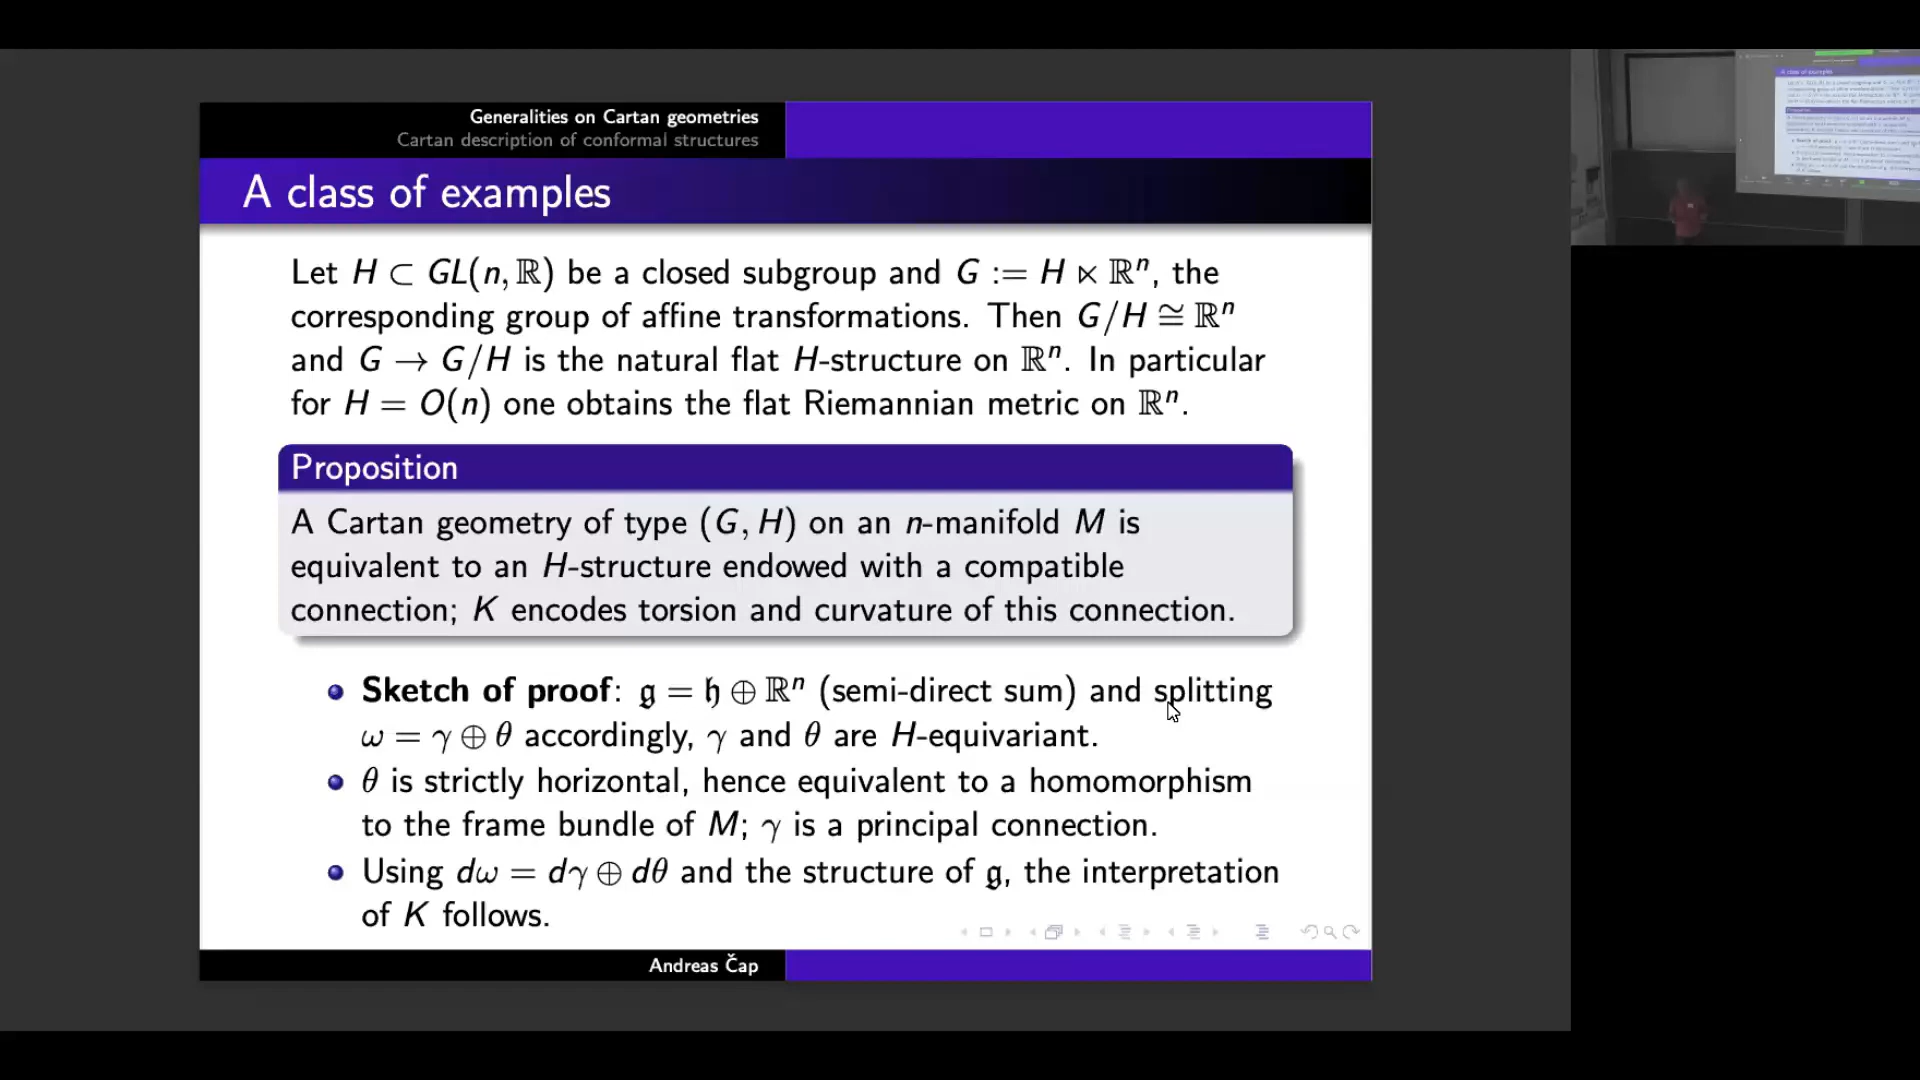 Generalities on Cartan geometries
Cartan description of conformal structures
A class of examples
Let H ⊂ GL(n, ℝ) be a closed subgroup and G := H ⋉ ℝⁿ, the
corresponding group of affine transformations. Then G/H ≅ ℝⁿ
and G → G/H is the natural flat H-structure on ℝⁿ. In particular
for H = O(n) one obtains the flat Riemannian metric on ℝⁿ.
Proposition
A Cartan geometry of type (G, H) on an n-manifold M is
equivalent to an H-structure endowed with a compatible
connection; K encodes torsion and curvature of this connection.
Sketch of proof: 𝔤 = 𝔥 ⊕ ℝⁿ (semi-direct sum) and splitting
ω = γ ⊕ θ accordingly, γ and θ are H-equivariant.
θ is strictly horizontal, hence equivalent to a homomorphism
to the frame bundle of M; γ is a principal connection.
Using dω = dγ ⊕ dθ and the structure of 𝔤, the interpretation
of K follows.
Andreas Čap